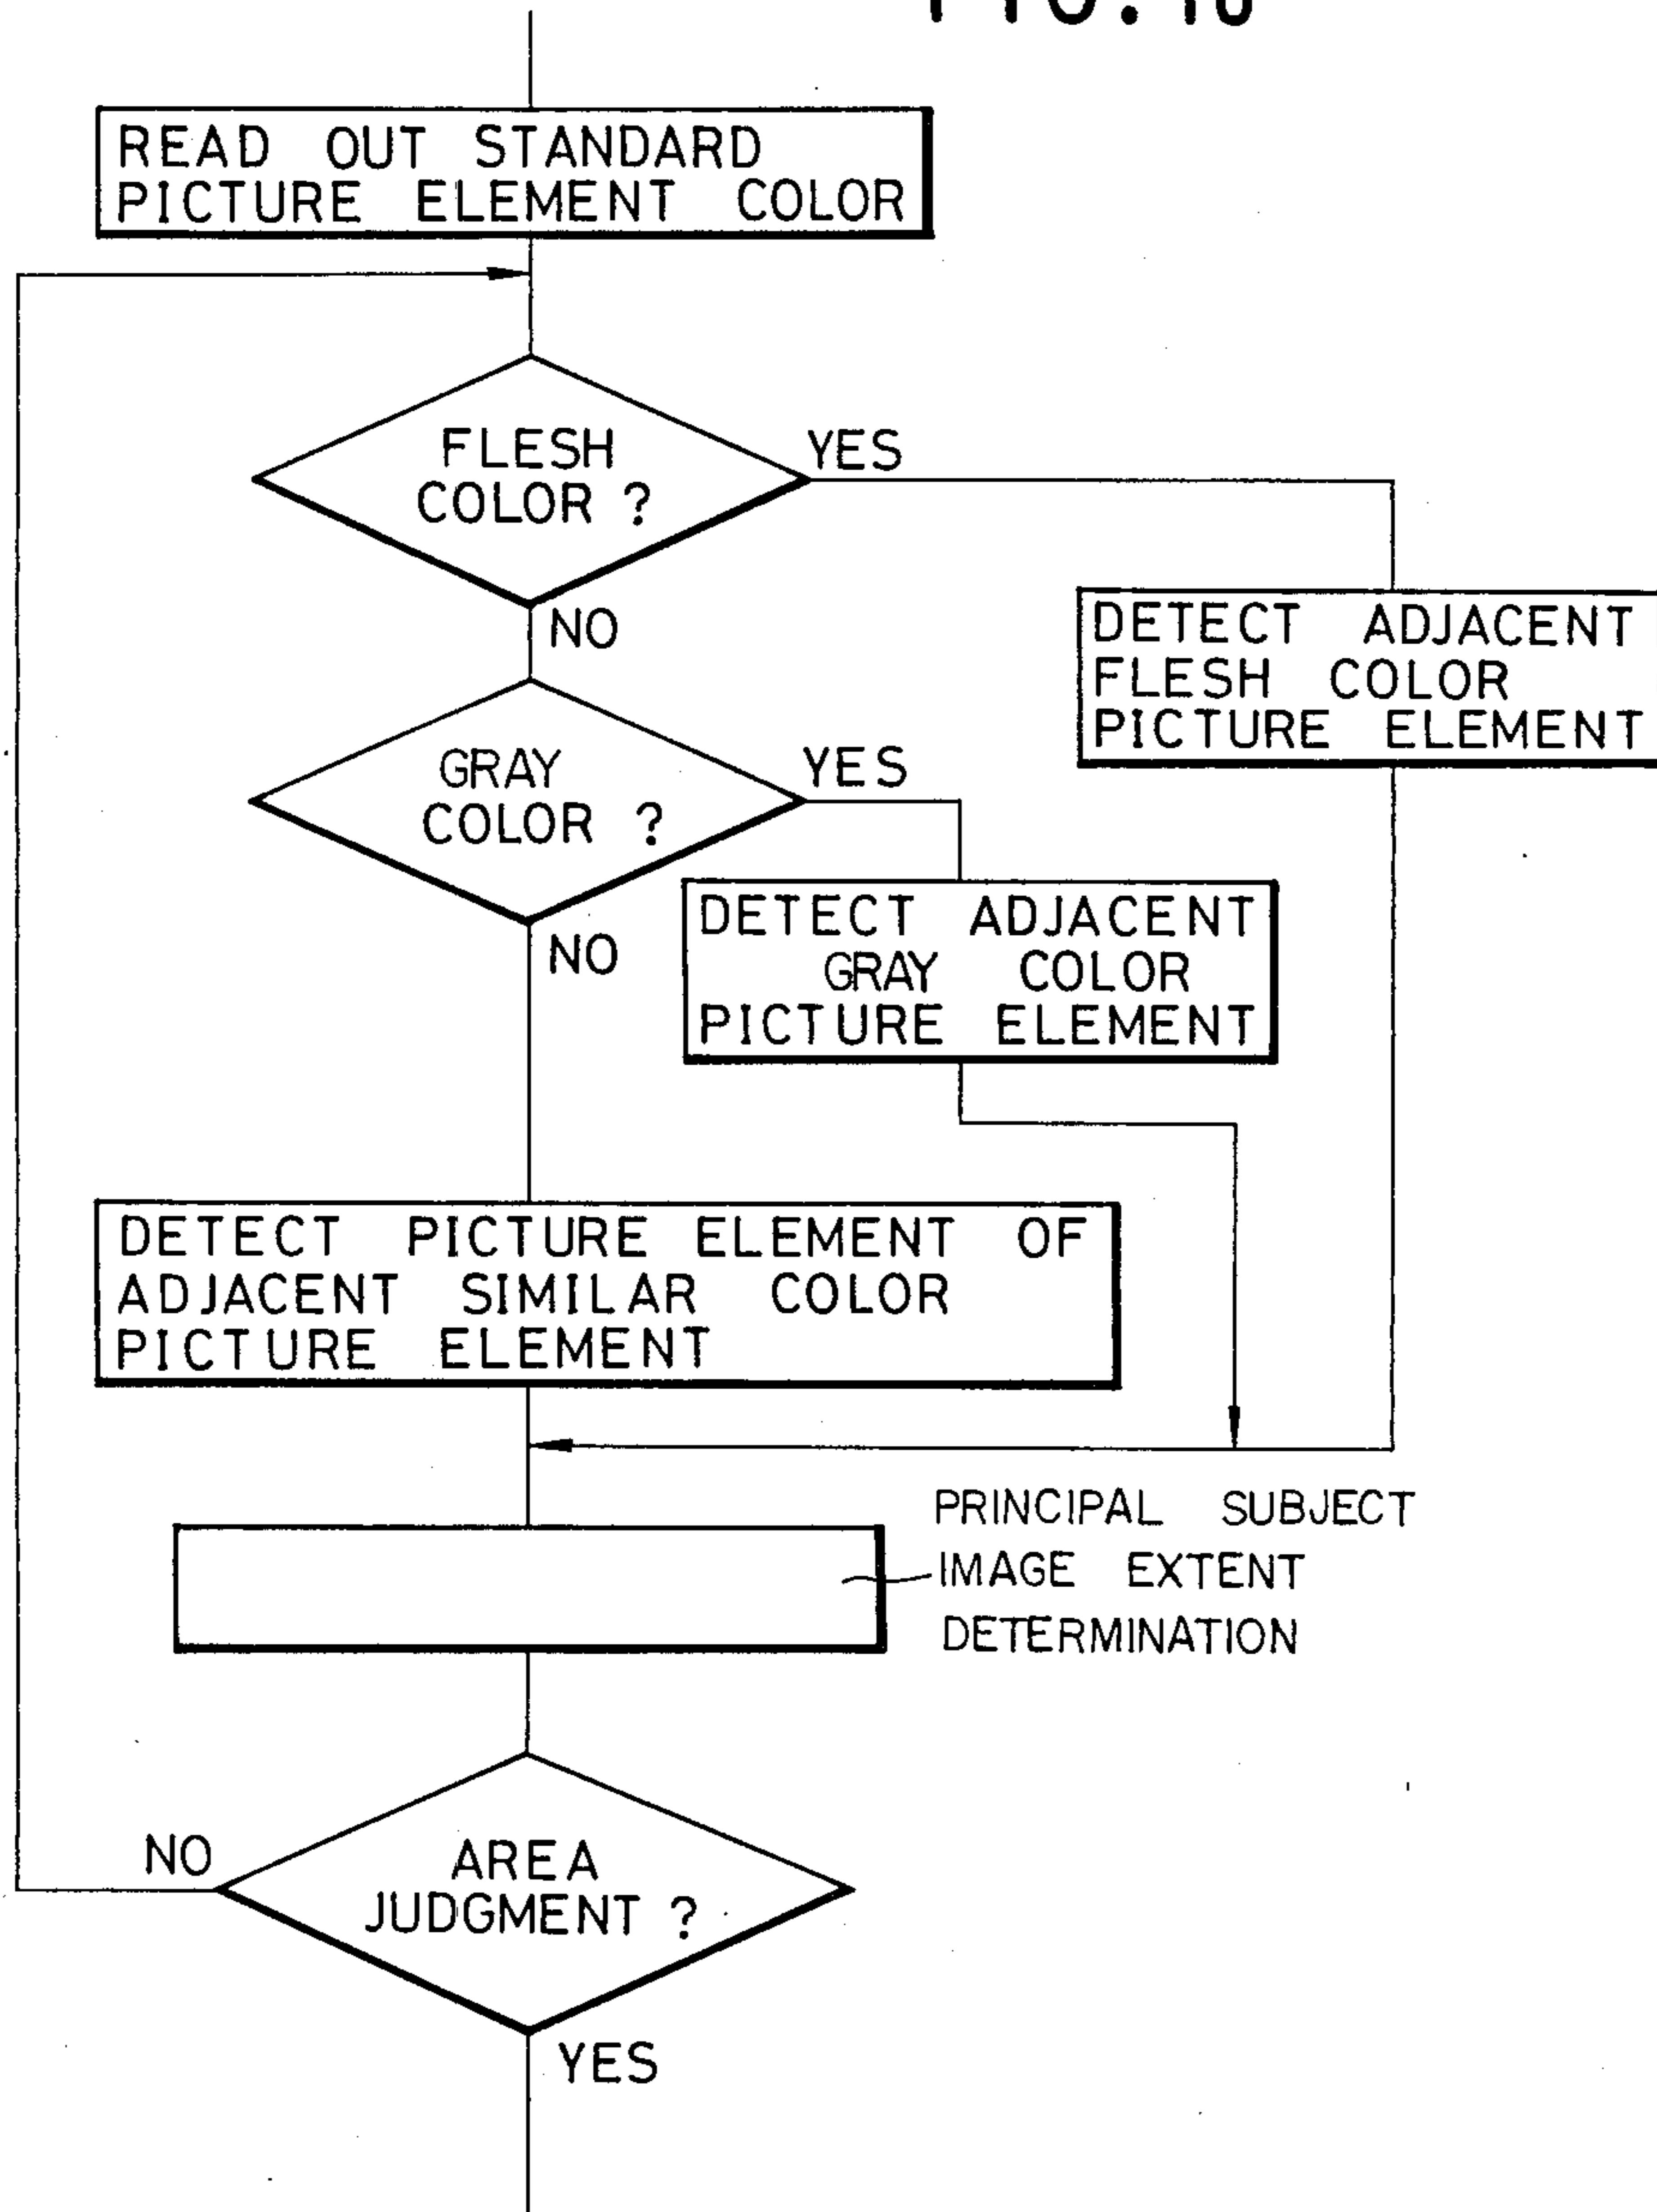 READ OUT STANDARD
PICTURE ELEMENT COLOR
FLESH
COLOR ?
YES
NO
DETECT ADJACENT
FLESH COLOR
PICTURE ELEMENT
GRAY
COLOR ?
YES
NO
DETECT ADJACENT
GRAY COLOR
PICTURE ELEMENT
DETECT PICTURE ELEMENT OF
ADJACENT SIMILAR COLOR
PICTURE ELEMENT
PRINCIPAL SUBJECT
IMAGE EXTENT
DETERMINATION
NO
AREA
JUDGMENT ?
YES